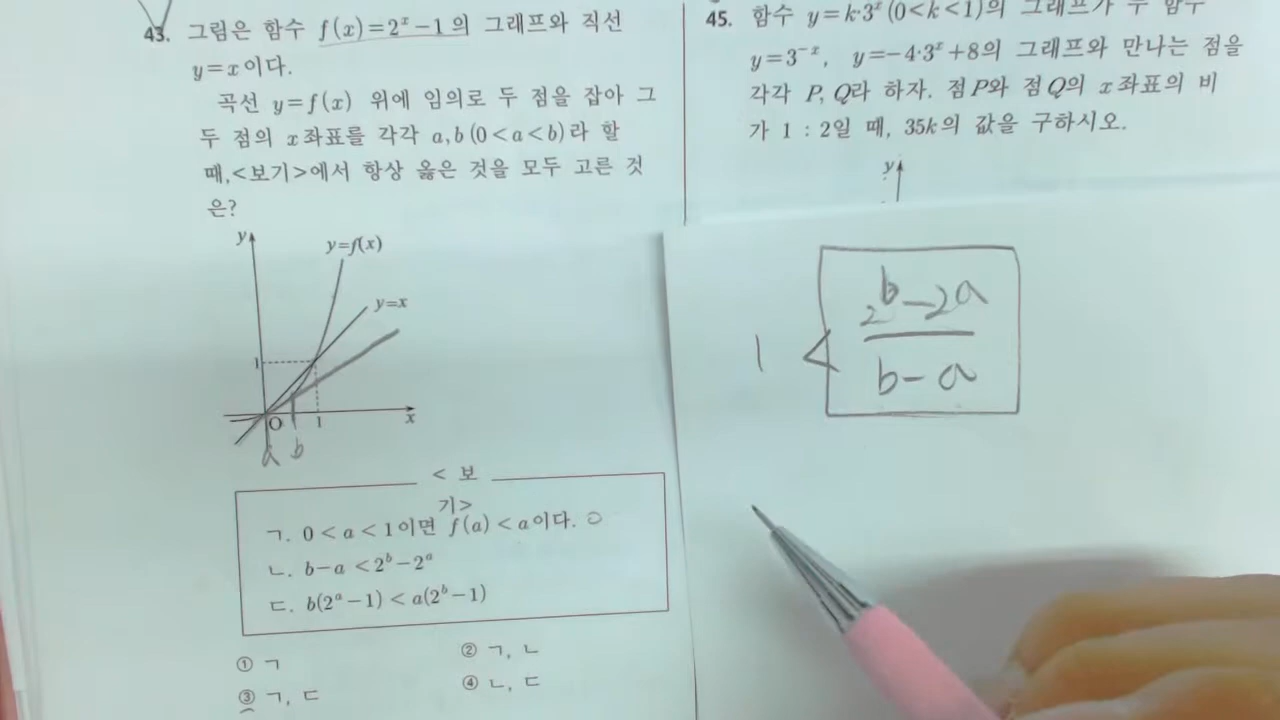 43. 그림은 함수 f(x)=2^x-1의 그래프와 직선
y=x이다.
곡선 y=f(x) 위에 임의로 두 점을 잡아 그
두 점의 x좌표를 각각 a, b (0<a<b)라 할
때,<보기>에서 항상 옳은 것을 모두 고른 것
은?
y
y=f(x)
y=x
1
O
1
x
a b
< 보
기>
ㄱ. 0<a<1이면 f(a)<a이다. ○
ㄴ. b-a<2^b-2^a
ㄷ. b(2^a-1)<a(2^b-1)
① ㄱ
② ㄱ, ㄴ
③ ㄱ, ㄷ
④ ㄴ, ㄷ
45. 함수 y=k·3^x (0<k<1)의 그래프가 두 함수
y=3^{-x}, y=-4·3^x+8의 그래프와 만나는 점을
각각 P, Q라 하자. 점P와 점Q의 x좌표의 비
가 1 : 2일 때, 35k의 값을 구하시오.
y
2^b-2^a
1 <
b-a